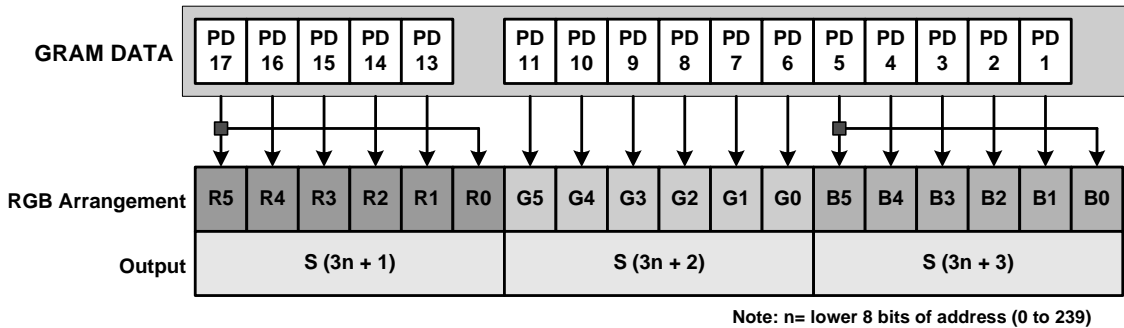 GRAM DATA
PD 17 PD 16 PD 15 PD 14 PD 13 PD 11 PD 10 PD 9 PD 8 PD 7 PD 6 PD 5 PD 4 PD 3 PD 2 PD 1
RGB Arrangement
R5 R4 R3 R2 R1 R0 G5 G4 G3 G2 G1 G0 B5 B4 B3 B2 B1 B0
Output
S (3n + 1) S (3n + 2) S (3n + 3)
Note: n= lower 8 bits of address (0 to 239)